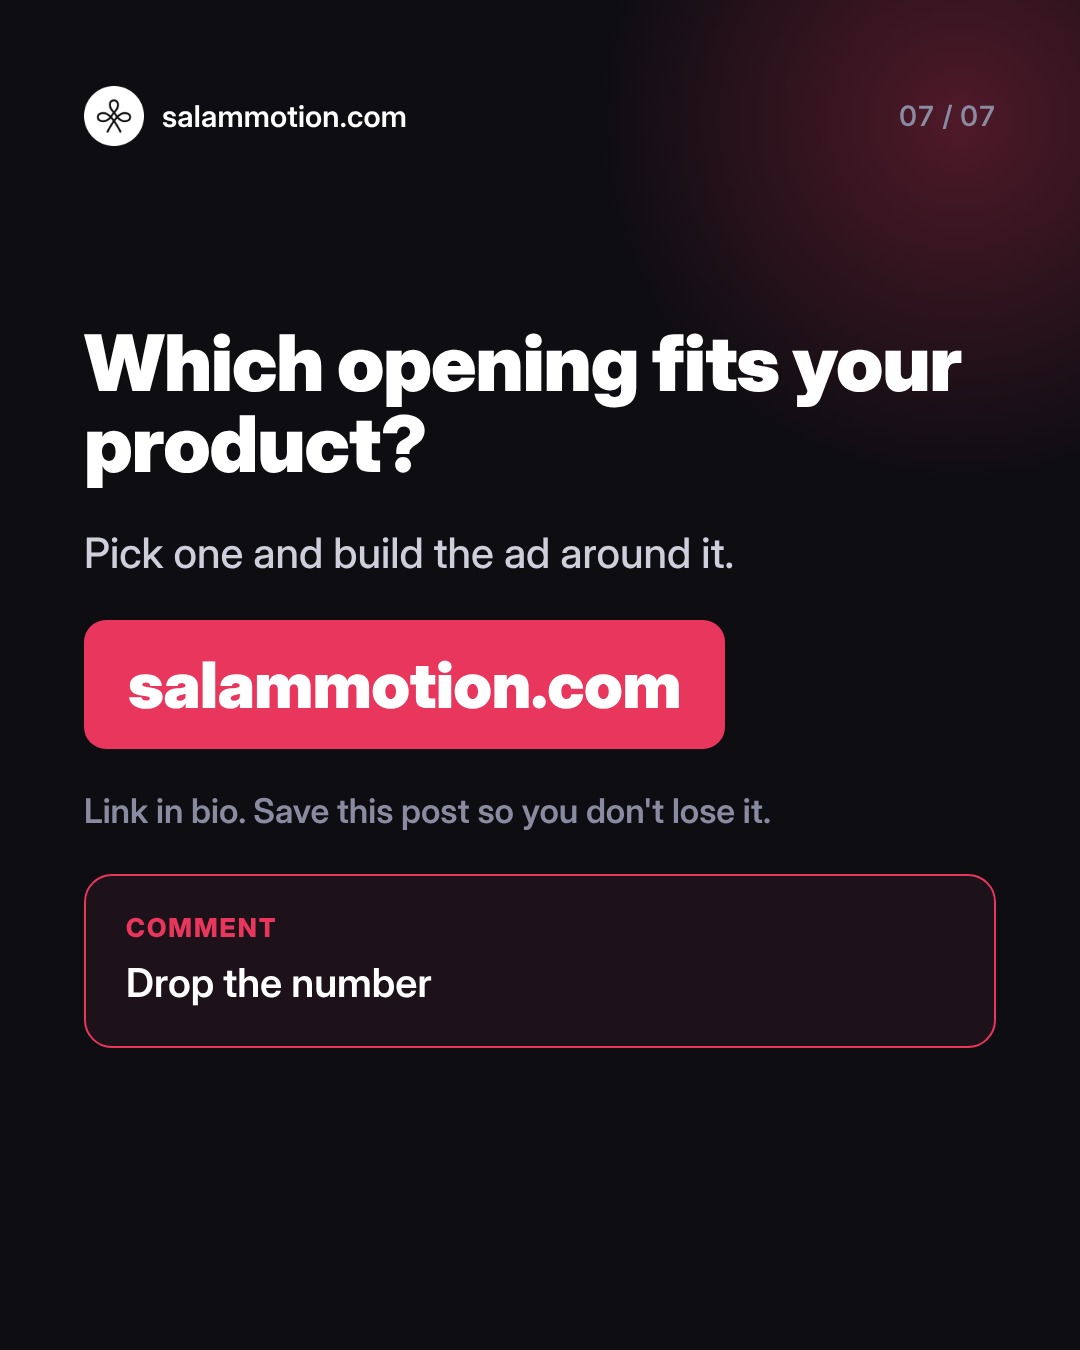 salammotion.com
07 / 07
Which opening fits your
product?
Pick one and build the ad around it.
salammotion.com
Link in bio. Save this post so you don't lose it.
COMMENT
Drop the number